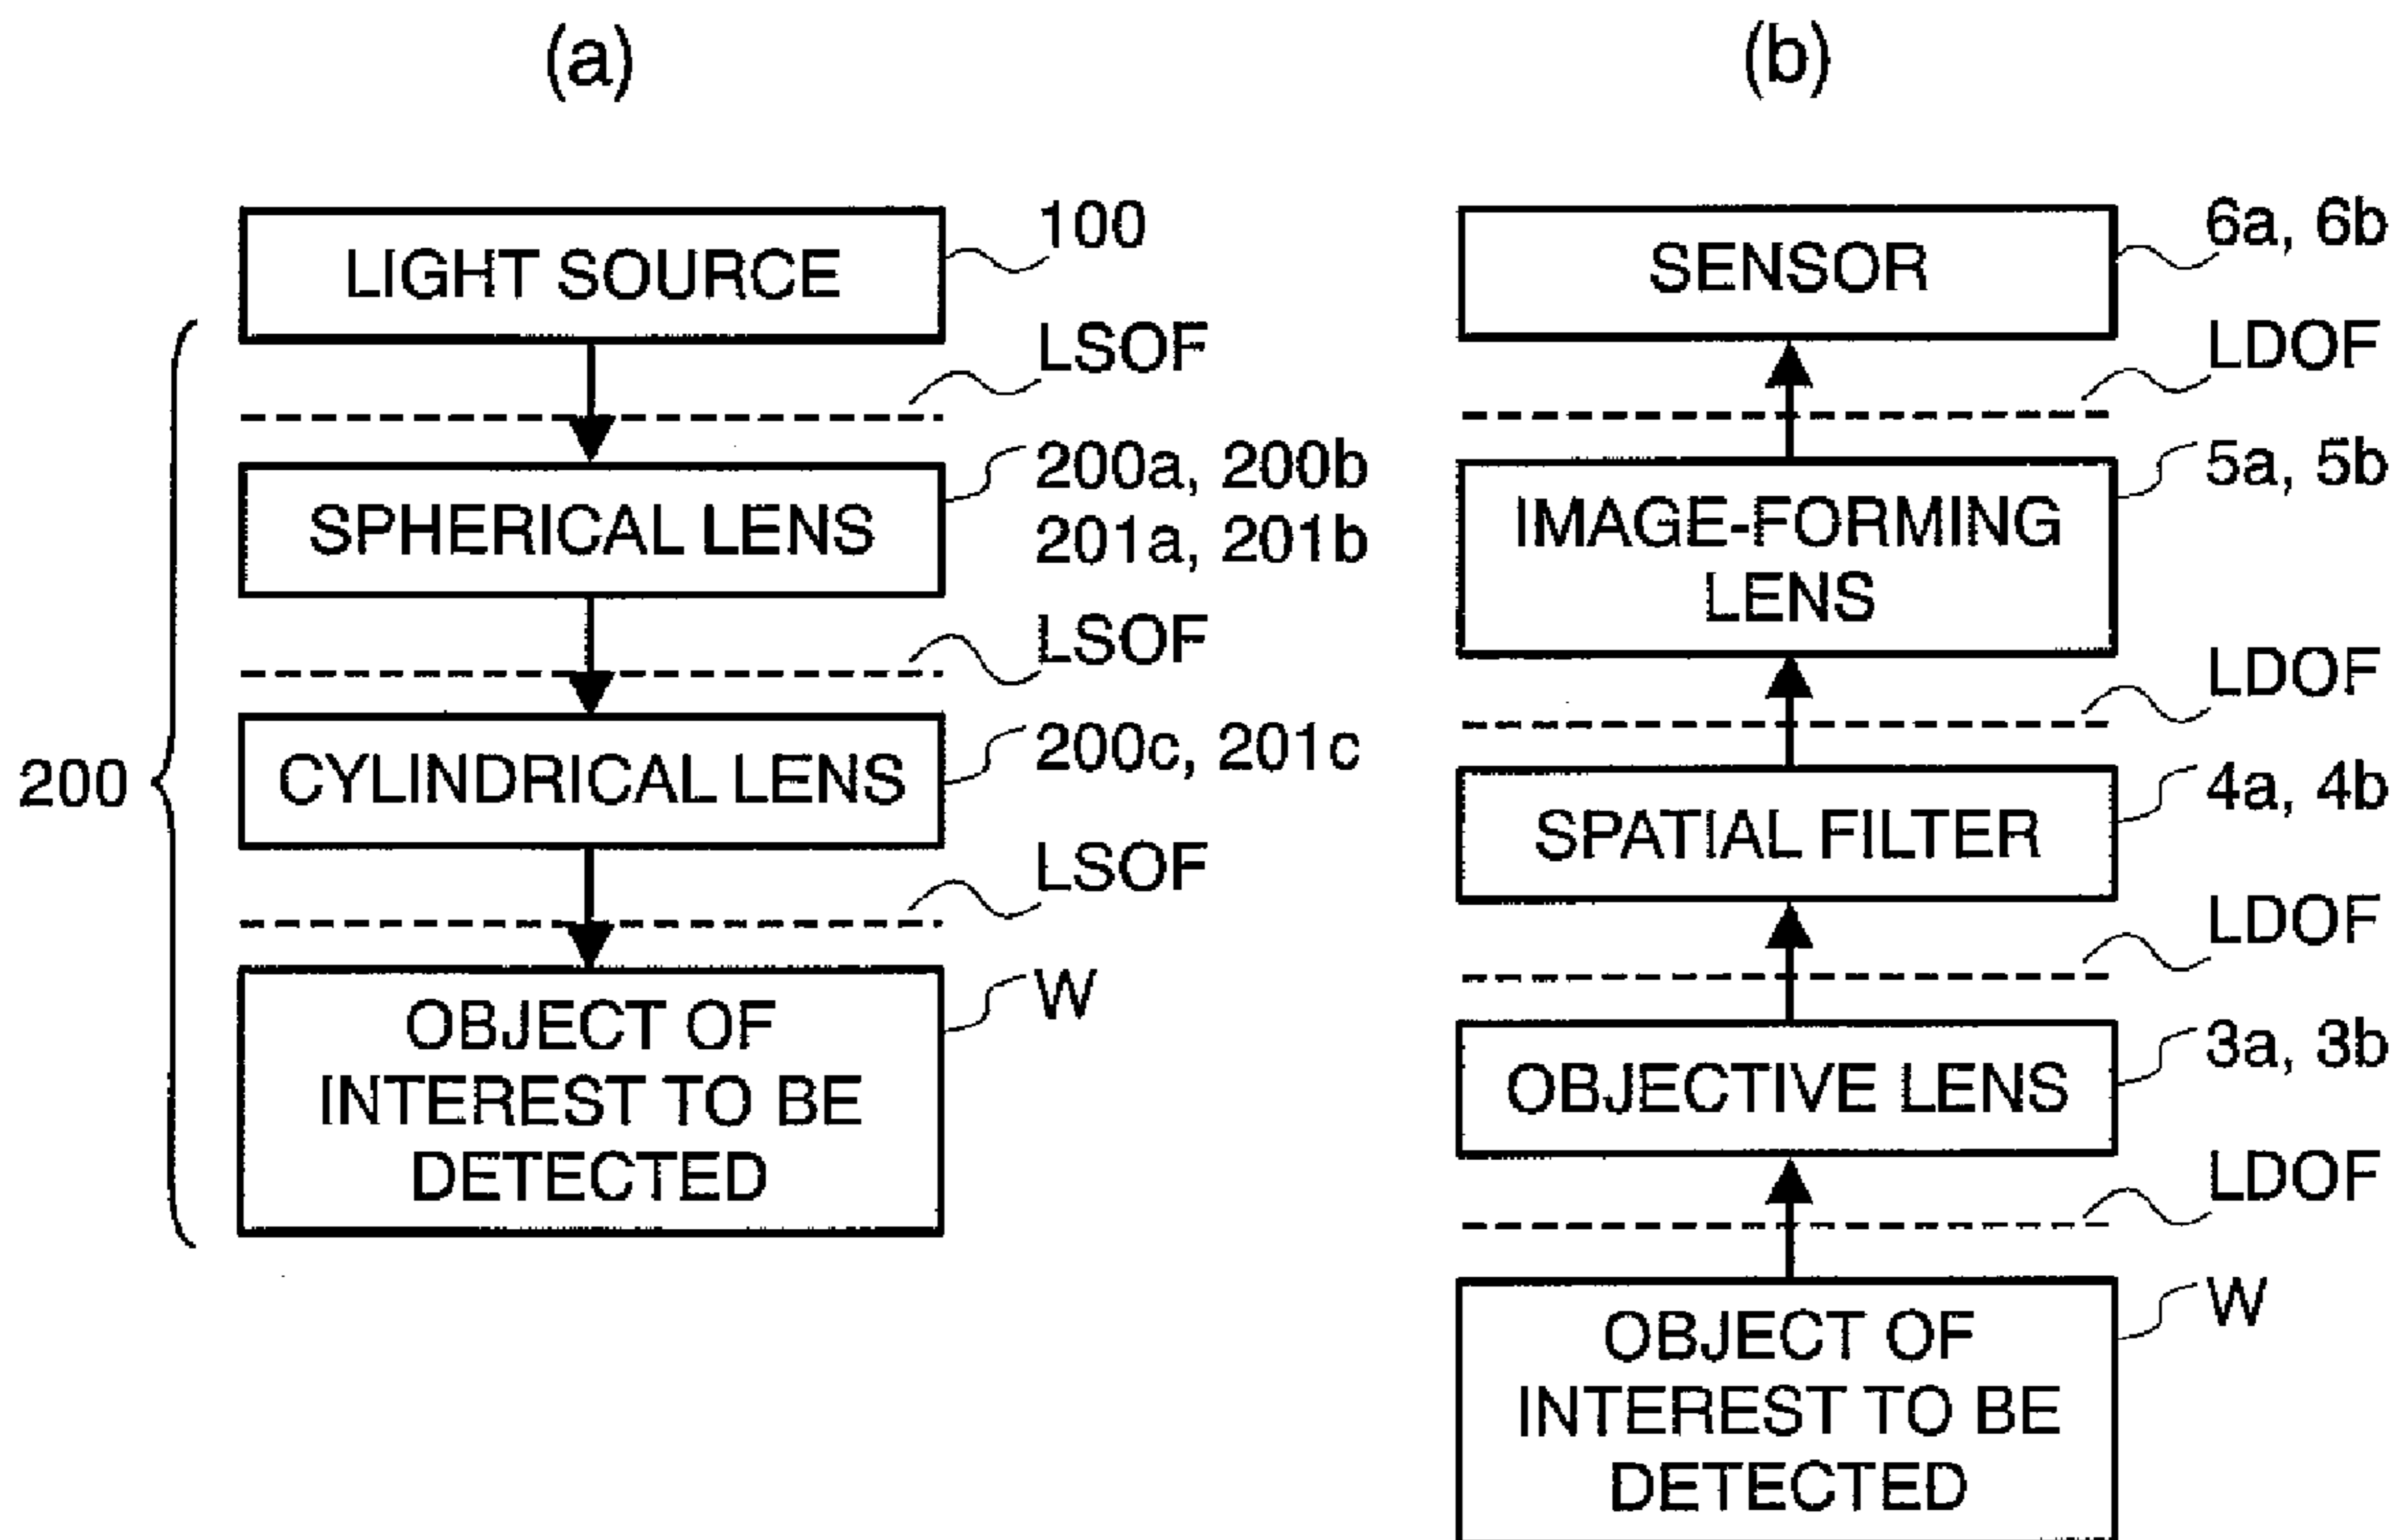 (a)
LIGHT SOURCE
100
LSOF
SPHERICAL LENS
200a, 200b
201a, 201b
LSOF
CYLINDRICAL LENS
200c, 201c
200
LSOF
OBJECT OF
INTEREST TO BE
DETECTED
W
(b)
SENSOR
6a, 6b
LDOF
IMAGE-FORMING
LENS
5a, 5b
LDOF
SPATIAL FILTER
4a, 4b
LDOF
OBJECTIVE LENS
3a, 3b
LDOF
OBJECT OF
INTEREST TO BE
DETECTED
W